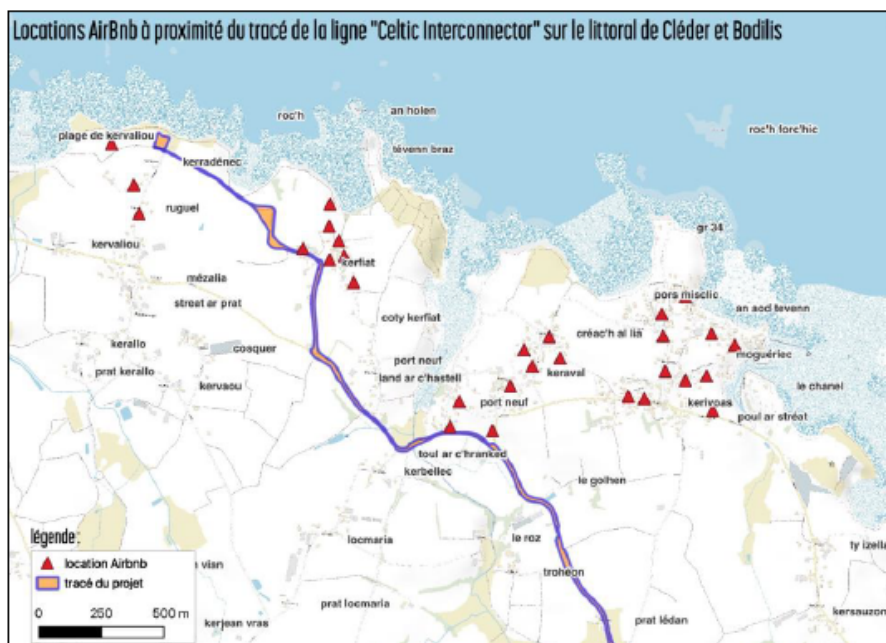 Locations AirBnb à proximité du tracé de la ligne "Celtic Interconnector" sur le littoral de Cléder et Bodilis
roc'h
an holen
roc'h forc'hic
plage de kervaliou
tévenn braz
kerradénec
ruguel
gr 34
kervaliou
kerfiat
mézalia
pors misclic
street ar prat
coty kerfiat
an aod tevenn
créac'h al lia
kerallo
cosquer
port neuf
moguériec
prat kerallo
land ar c'hastell
keraval
le chanel
kervaou
port neuf
kerivoas
poul ar stréat
toul ar c'hranked
kerbellec
le golhen
légende :
location Airbnb
tracé du projet
0 250 500 m
locmaria
le roz
ty izella
vian
troheon
prat locmaria
kerjean vras
prat lédan
kersauzon